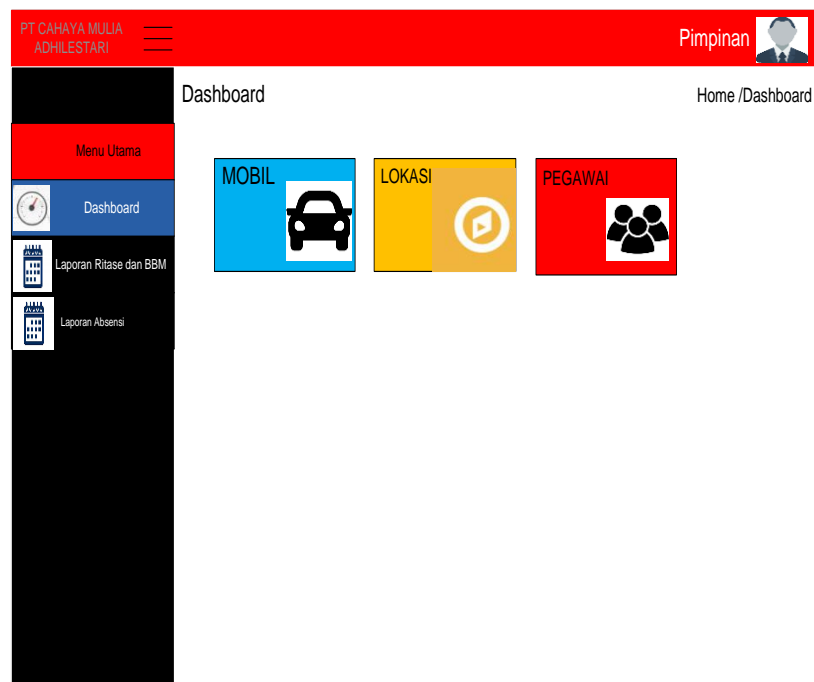 PT CAHAYA MULIA
ADHILESTARI
Pimpinan
Dashboard
Home /Dashboard
Menu Utama
Dashboard
Laporan Ritase dan BBM
Laporan Absensi
MOBIL
LOKASI
PEGAWAI